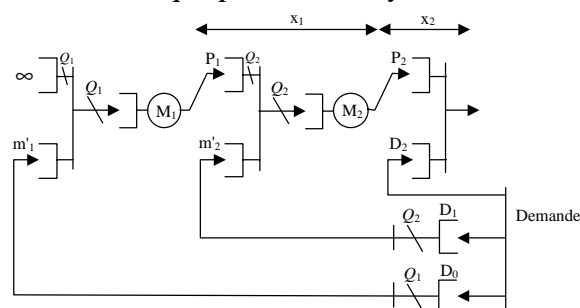 x₁ x₂
Q₁ P₁ Q₂ P₂
∞ Q₁ Q₂
M₁ M₂
m'₁ m'₂ D₂
Q₂ D₁ Demande
Q₁ D₀